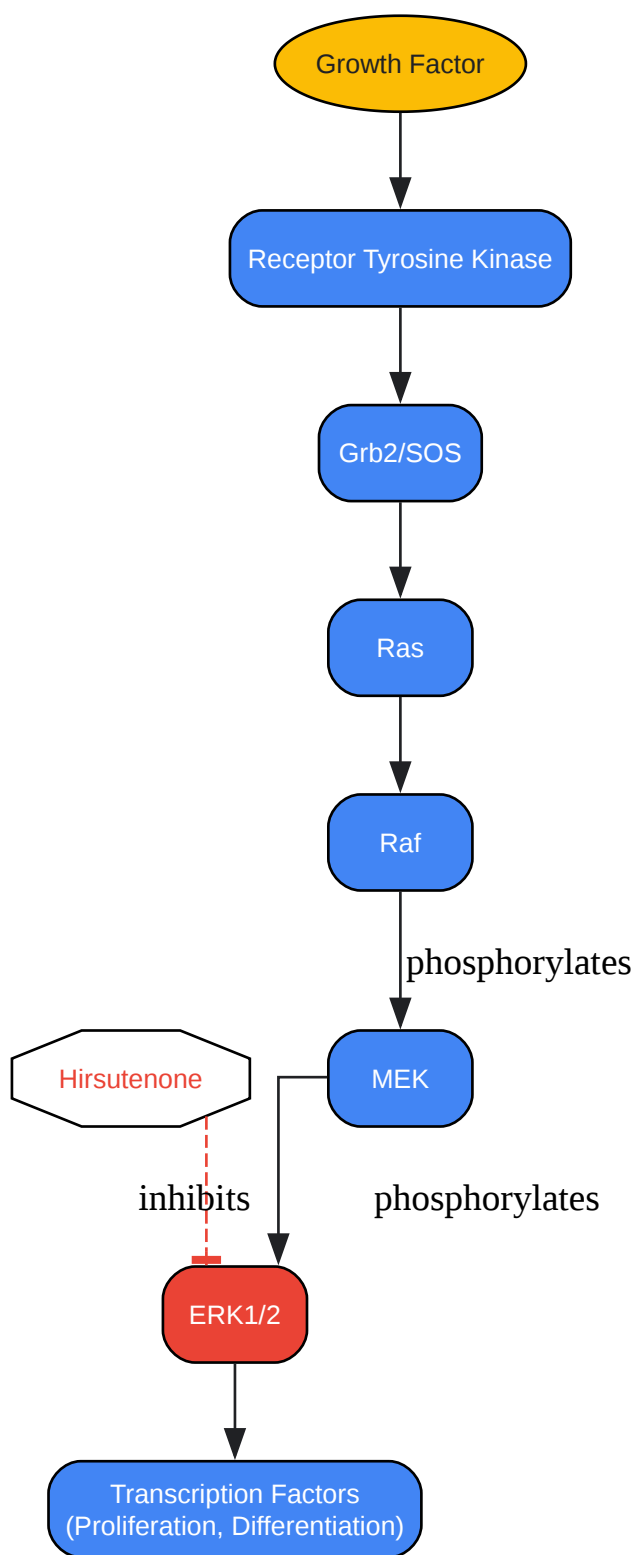 Growth Factor
Receptor Tyrosine Kinase
Grb2/SOS
Ras
Raf
phosphorylates
Hirsutenone
MEK
inhibits
phosphorylates
ERK1/2
Transcription Factors
(Proliferation, Differentiation)